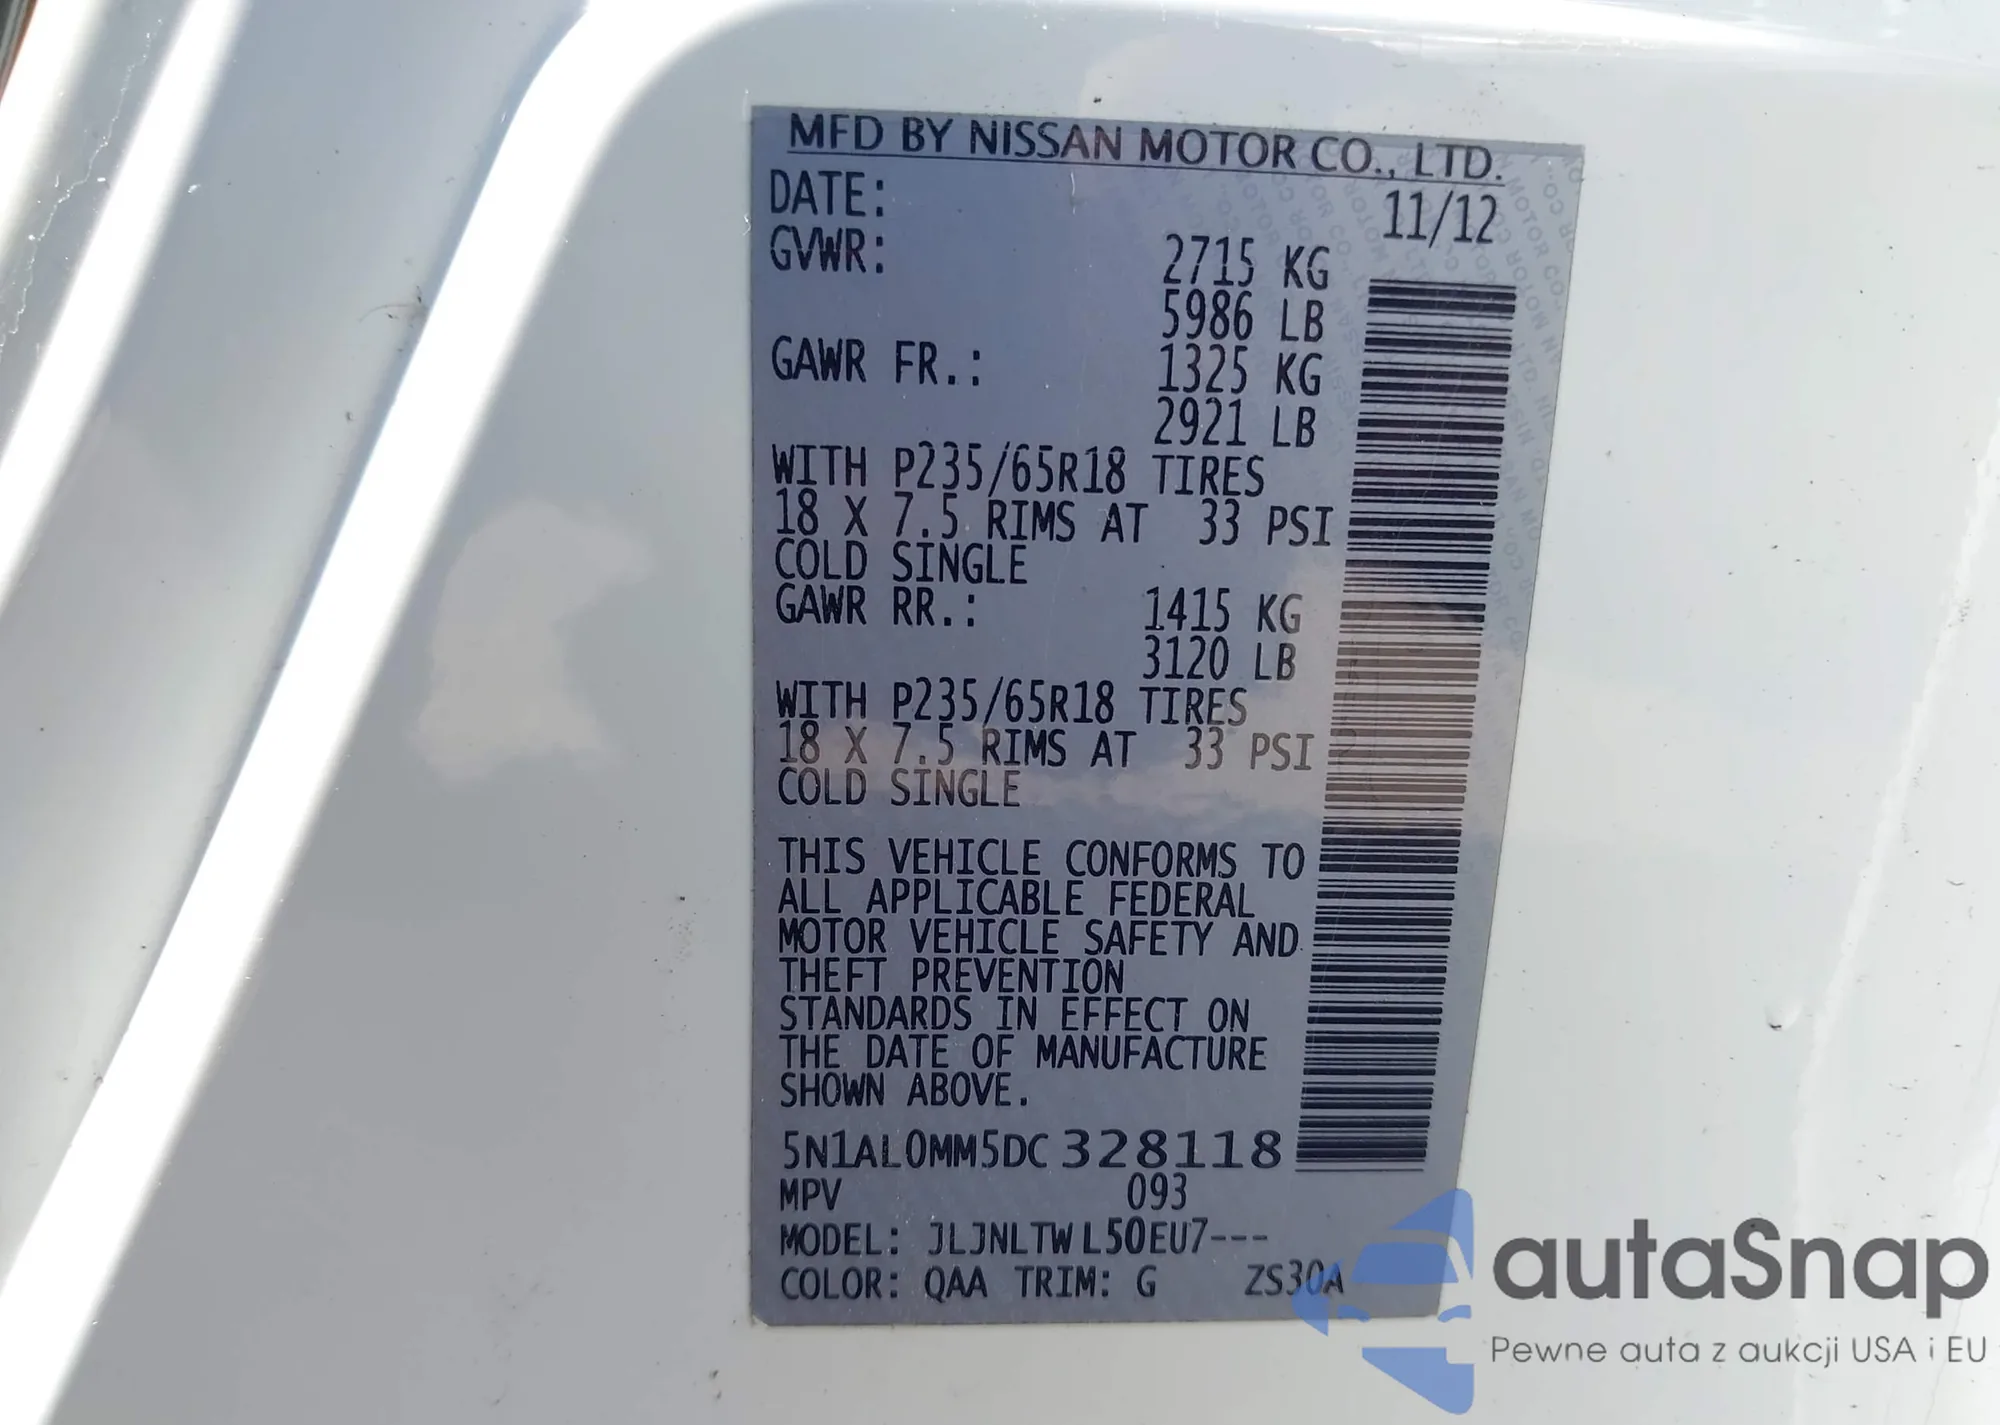 MFD BY NISSAN MOTOR CO., LTD.
DATE: 11/12
GVWR: 2715 KG
5986 LB
GAWR FR.: 1325 KG
2921 LB
WITH P235/65R18 TIRES
18 X 7.5 RIMS AT 33 PSI
COLD SINGLE
GAWR RR.: 1415 KG
3120 LB
WITH P235/65R18 TIRES
18 X 7.5 RIMS AT 33 PSI
COLD SINGLE
THIS VEHICLE CONFORMS TO
ALL APPLICABLE FEDERAL
MOTOR VEHICLE SAFETY AND
THEFT PREVENTION
STANDARDS IN EFFECT ON
THE DATE OF MANUFACTURE
SHOWN ABOVE.
5N1AL0MM5DC328118
MPV 093
MODEL: JLJNLTWL50EU7---
COLOR: QAA TRIM: G ZS30A
autaSnap
Pewne auta z aukcji USA i EU